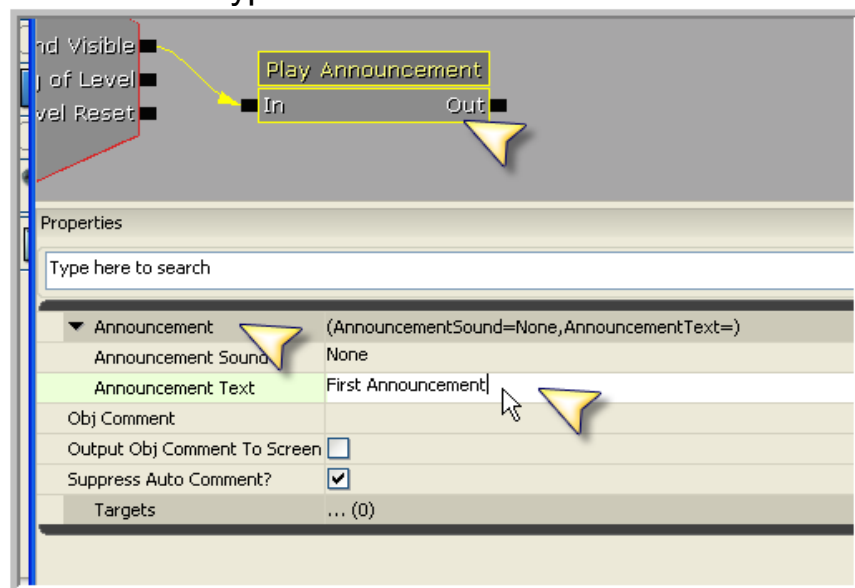 nd Visible
of Level
vel Reset
Play Announcement
In Out
Properties
Type here to search
Announcement (AnnouncementSound=None,AnnouncementText=)
Announcement Sound None
Announcement Text First Announcement
Obj Comment
Output Obj Comment To Screen
Suppress Auto Comment?
Targets ... (0)